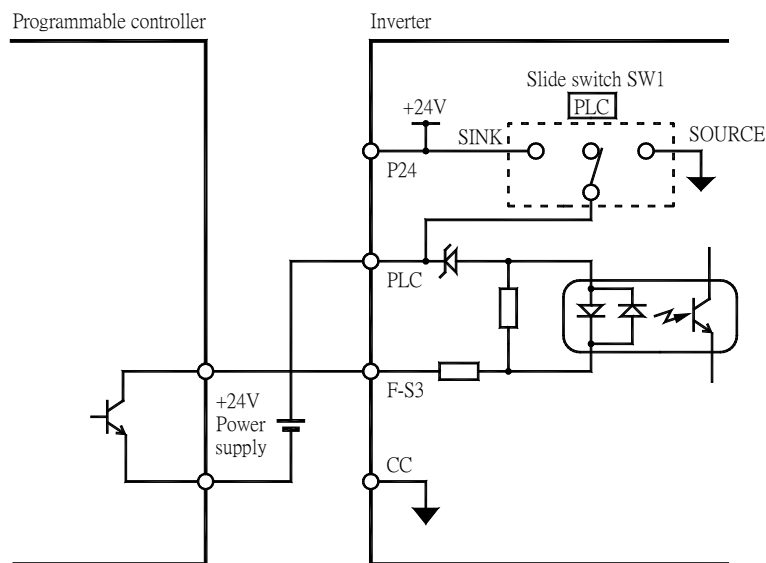 Programmable controller
Inverter
Slide switch SW1
PLC
+24V
SINK
SOURCE
P24
PLC
F-S3
+24V
Power
supply
CC